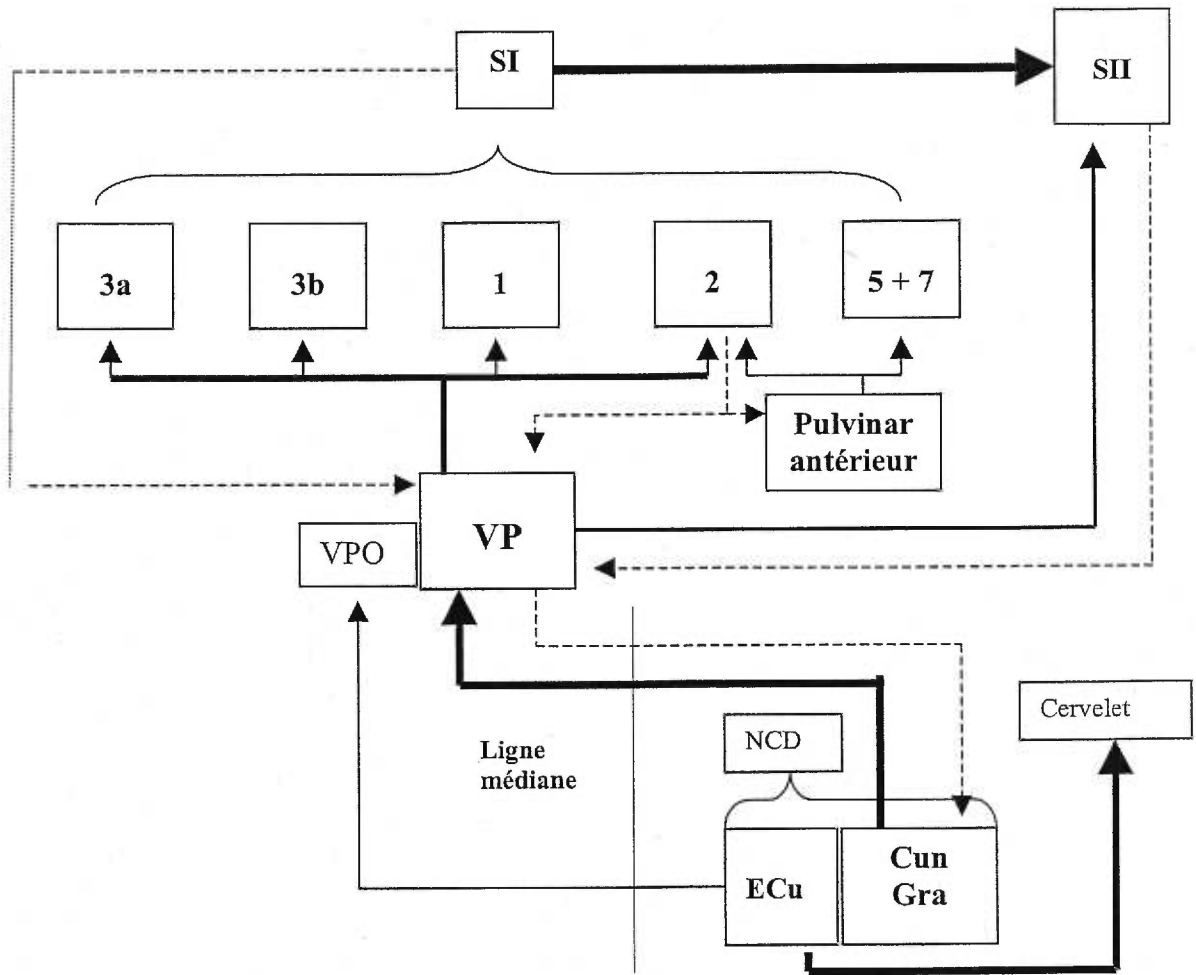 SI
SII
3a
3b
1
2
5 + 7
Pulvinar
antérieur
VP
VPO
Cervelet
NCD
Ligne
médiane
Cun
Gra
ECu